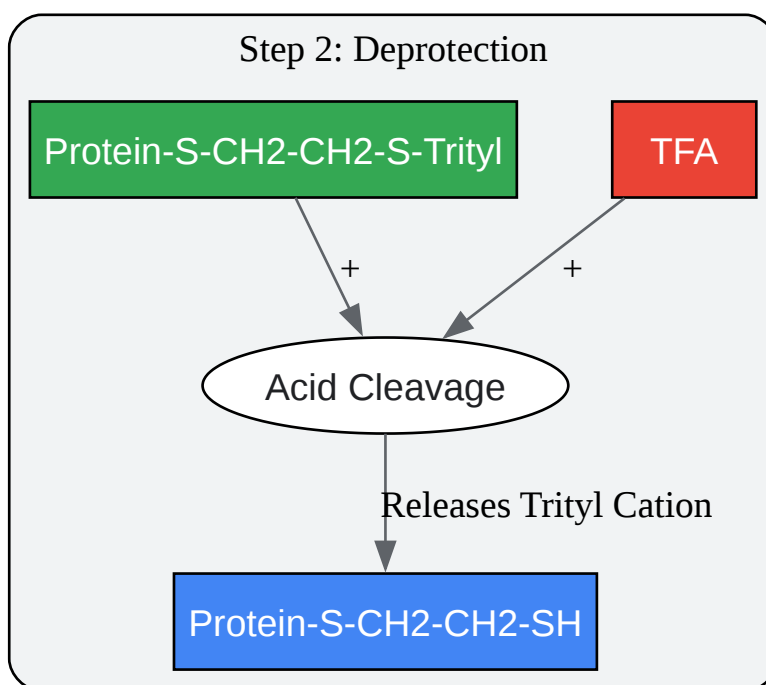 Step 2: Deprotection
Protein-S-CH2-CH2-S-Trityl
TFA
+
+
Acid Cleavage
Releases Trityl Cation
Protein-S-CH2-CH2-SH